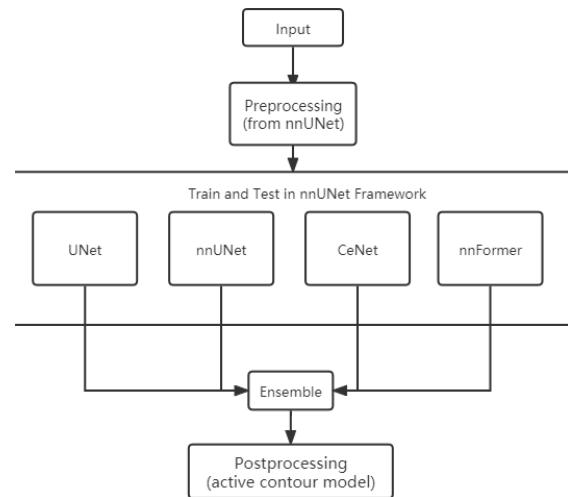 Input
Preprocessing
(from nnUNet)
Train and Test in nnUNet Framework
UNet
nnUNet
CeNet
nnFormer
Ensemble
Postprocessing
(active contour model)